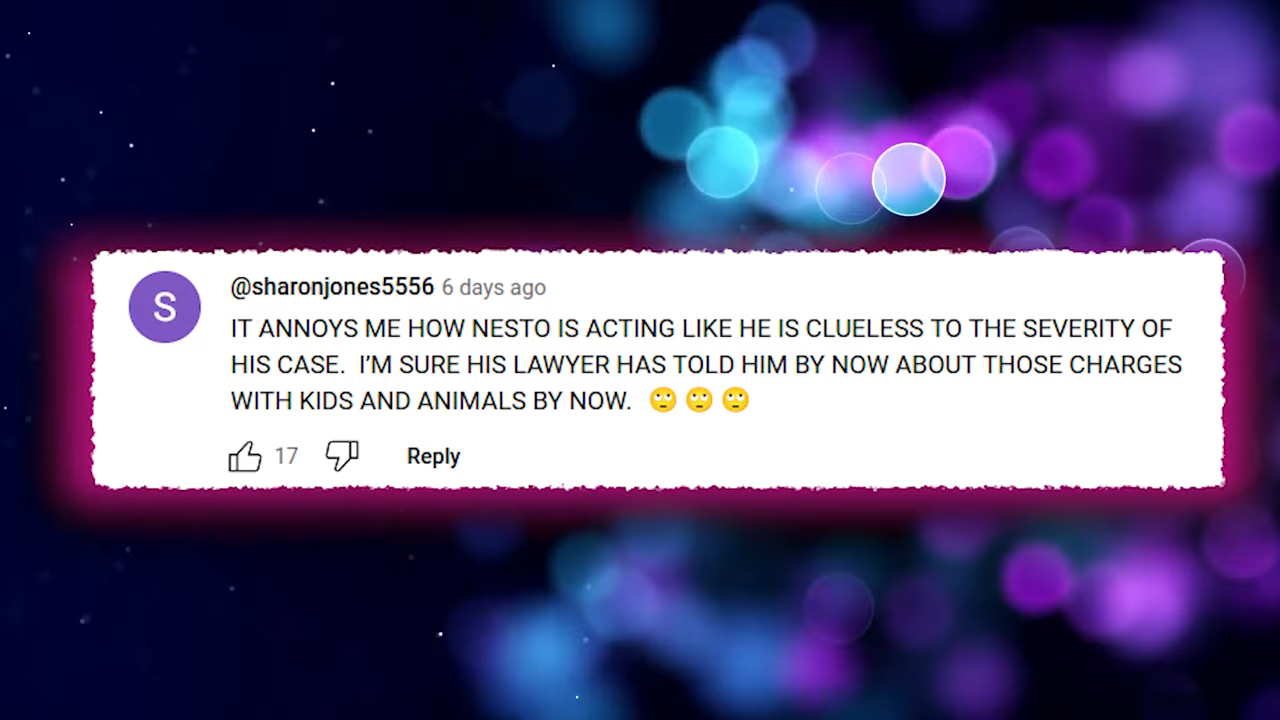 S
@sharonjones5556 6 days ago
IT ANNOYS ME HOW NESTO IS ACTING LIKE HE IS CLUELESS TO THE SEVERITY OF
HIS CASE.  I'M SURE HIS LAWYER HAS TOLD HIM BY NOW ABOUT THOSE CHARGES
WITH KIDS AND ANIMALS BY NOW.  🙄 🙄 🙄
17 Reply